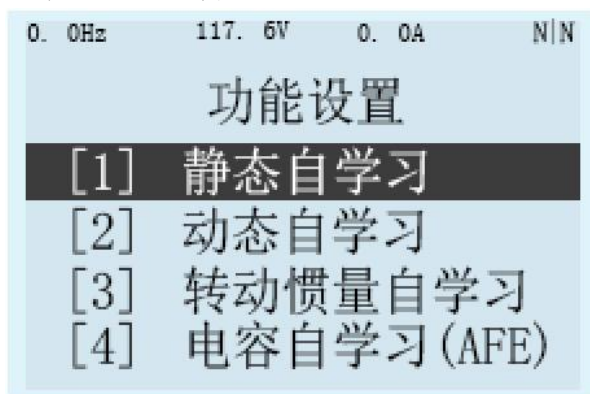 0. 0Hz 117. 6V 0. 0A N|N
功能设置
[1] 静态自学习
[2] 动态自学习
[3] 转动惯量自学习
[4] 电容自学习(AFE)